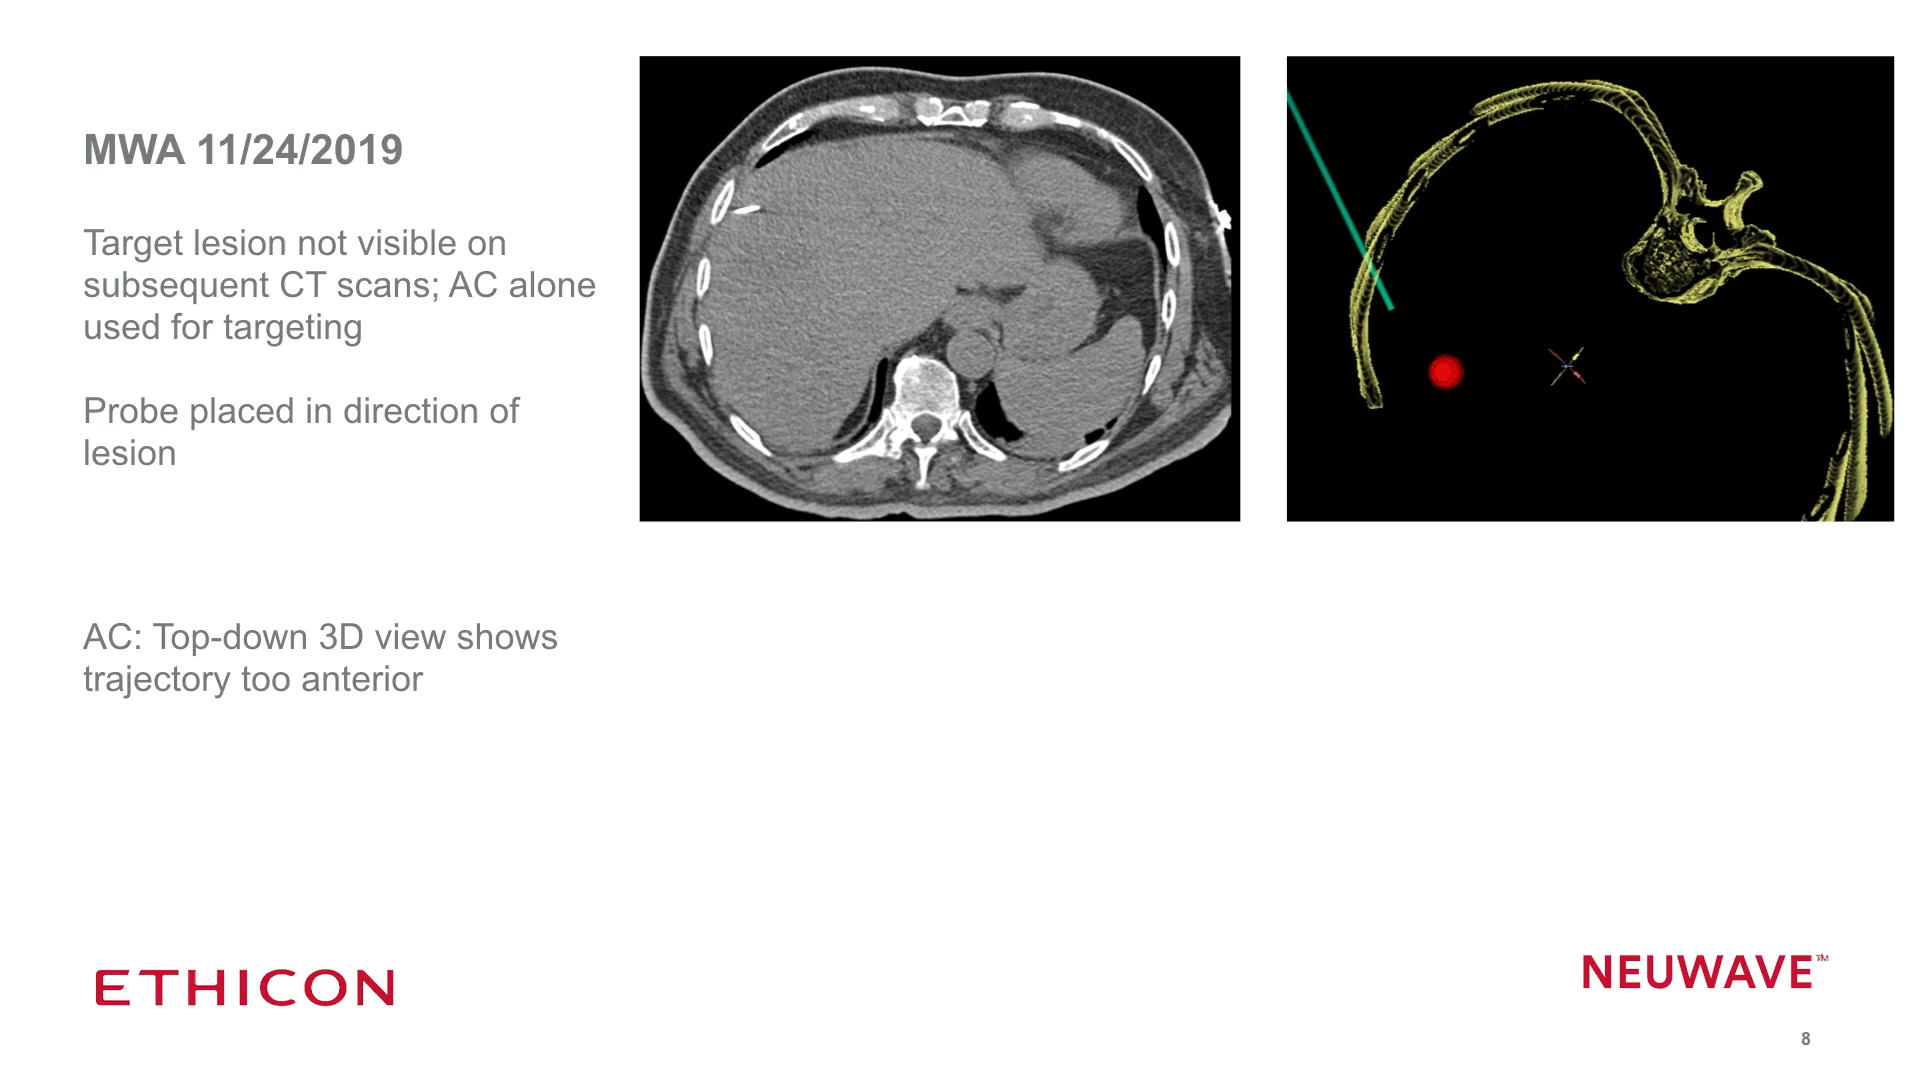 MWA 11/24/2019
Target lesion not visible on
subsequent CT scans; AC alone
used for targeting
Probe placed in direction of
lesion
AC: Top-down 3D view shows
trajectory too anterior
ETHICON
NEUWAVE™
8